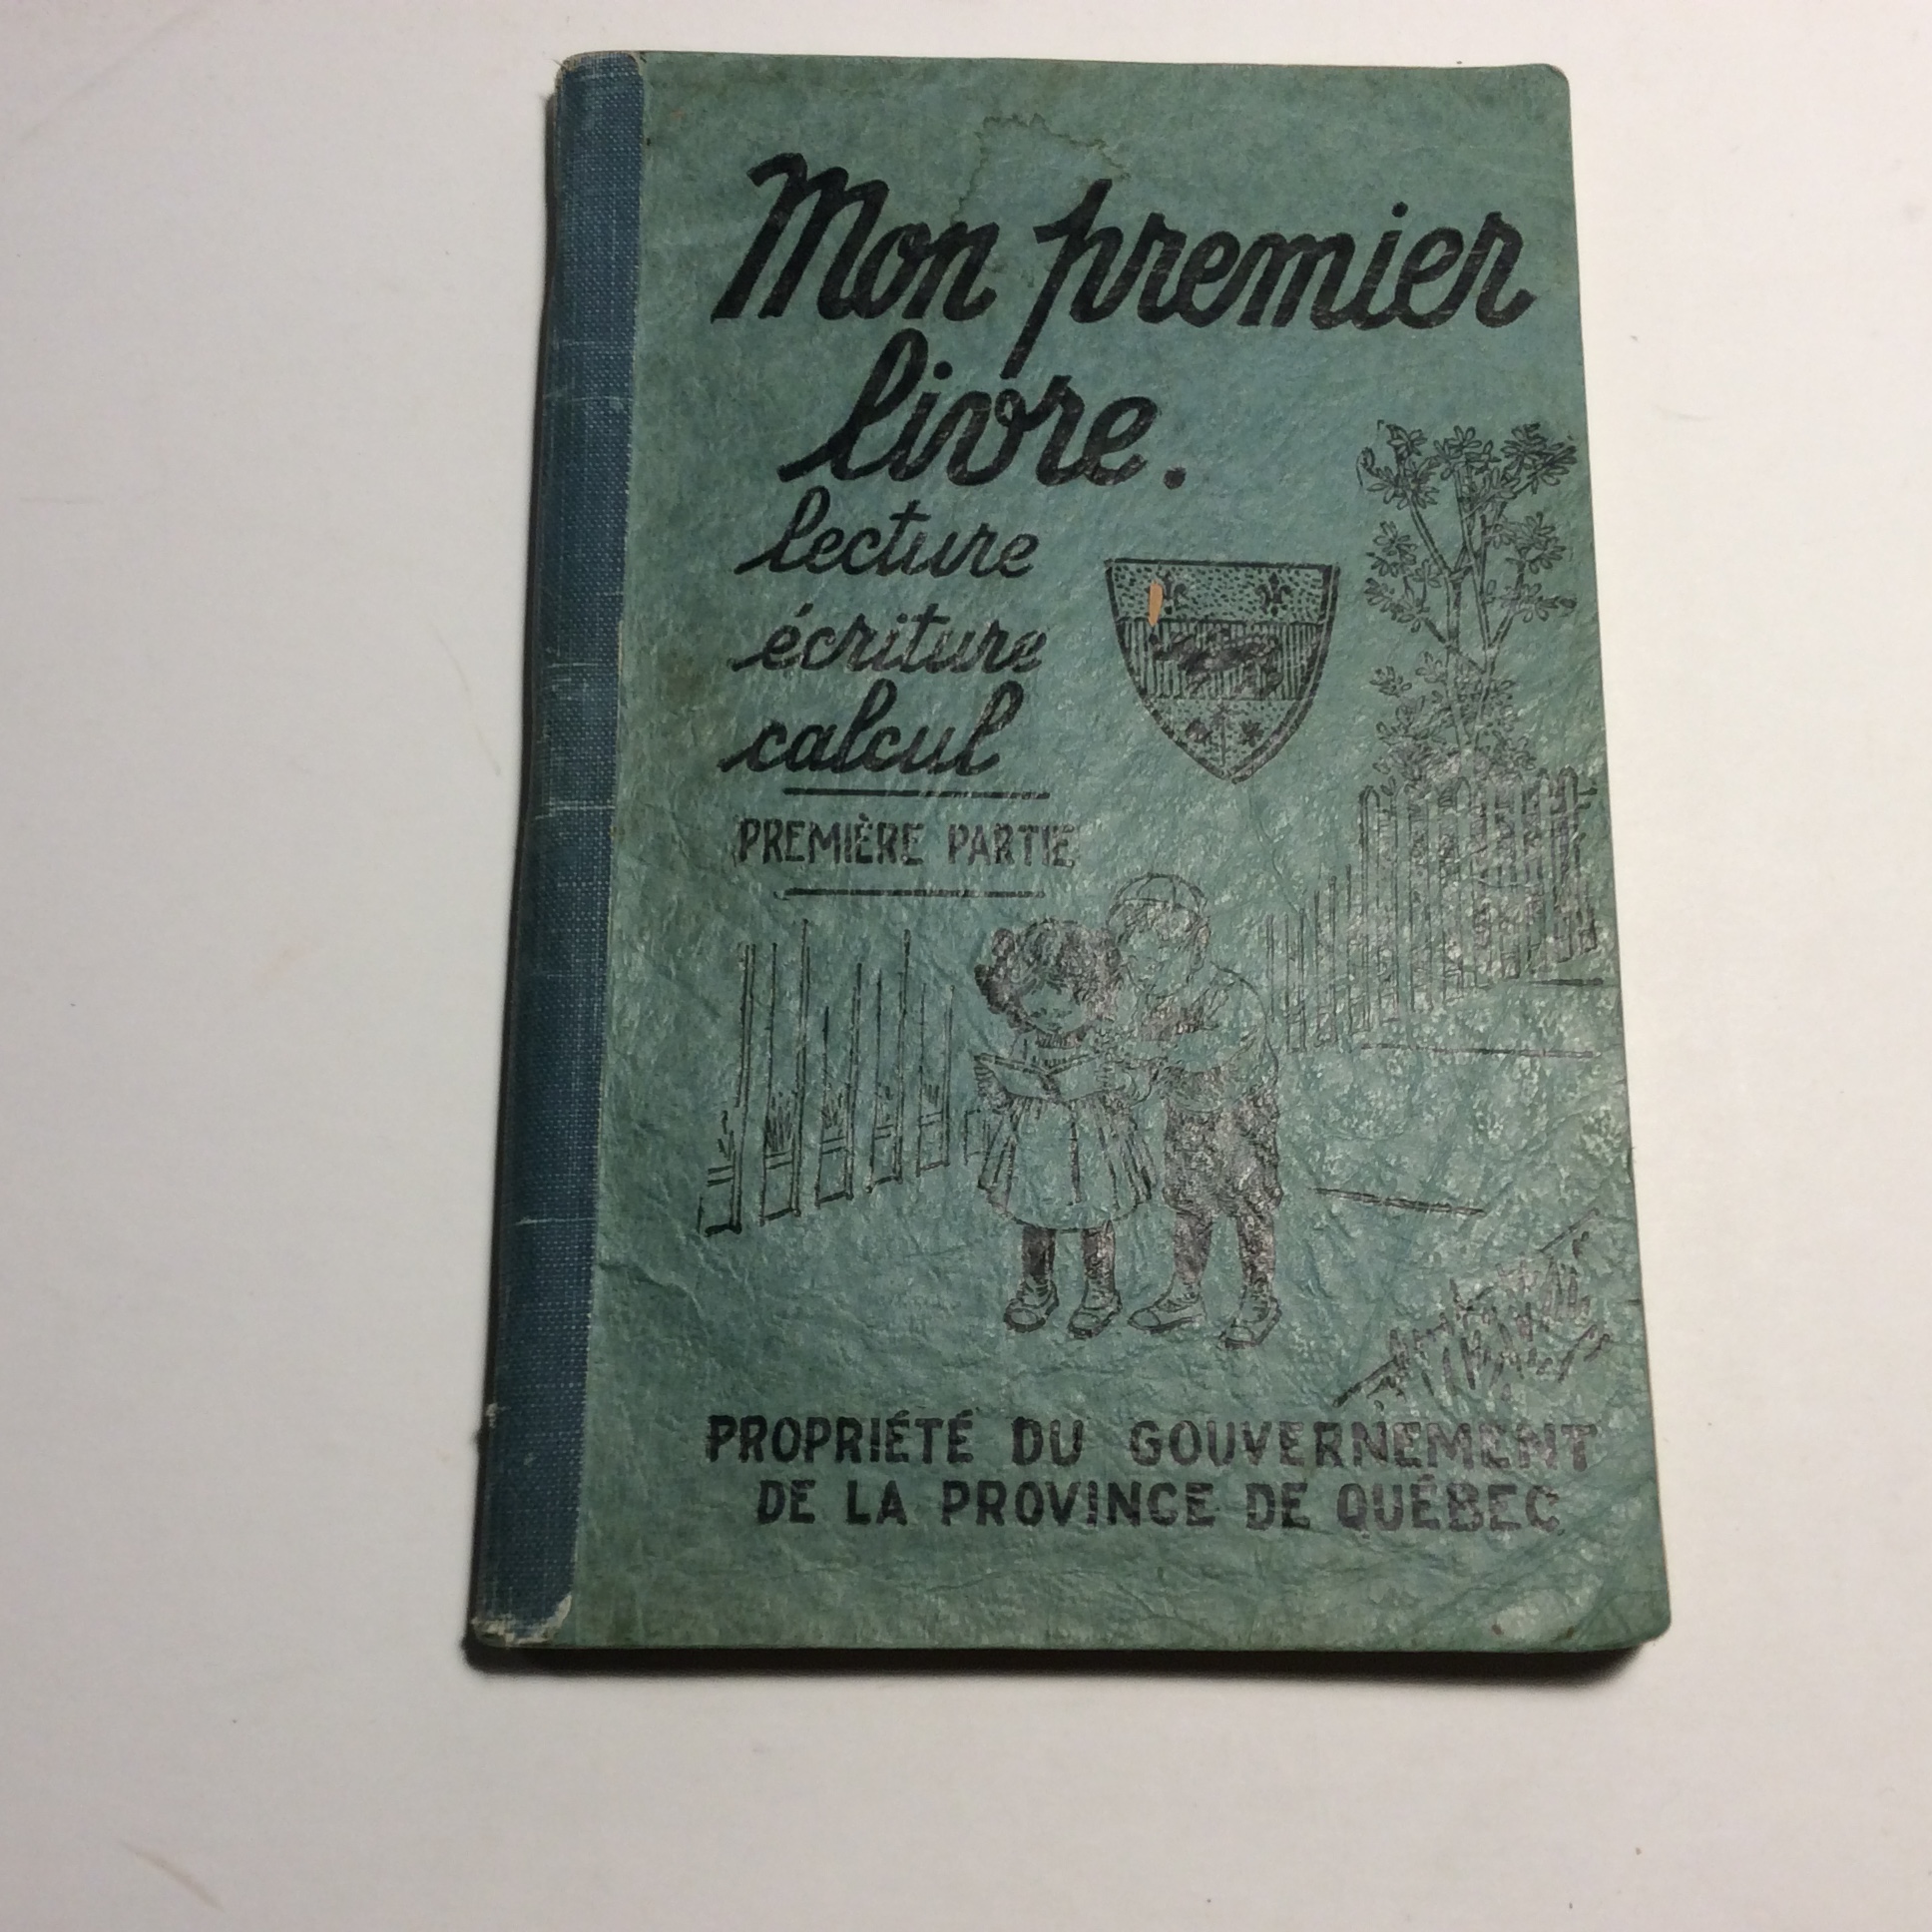 Mon premier
livre.
lecture
écriture
calcul
PREMIÈRE PARTIE
PROPRIÉTÉ DU GOUVERNEMENT
DE LA PROVINCE DE QUÉBEC